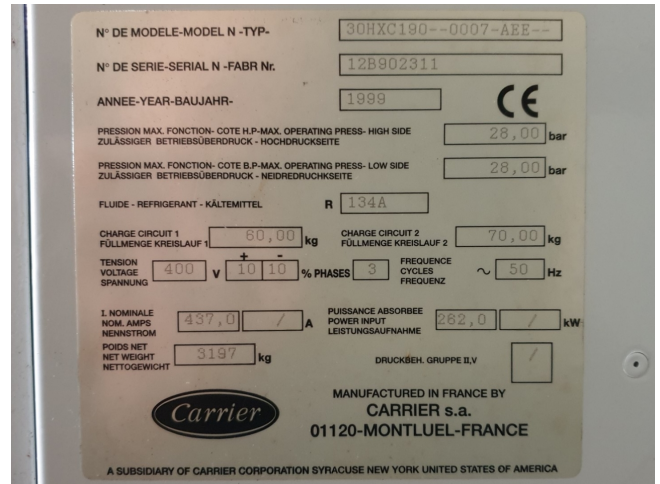 N° DE MODELE-MODEL N -TYP- 30HXC190--0007-AEE--
N° DE SERIE-SERIAL N -FABR Nr. 12B902311
ANNEE-YEAR-BAUJAHR- 1999 CE
PRESSION MAX. FONCTION- COTE H.P-MAX. OPERATING PRESS- HIGH SIDE
ZULÄSSIGER BETRIEBSÜBERDRUCK - HOCHDRUCKSEITE 28,00 bar
PRESSION MAX. FONCTION- COTE B.P-MAX. OPERATING PRESS- LOW SIDE
ZULÄSSIGER BETRIEBSÜBERDRUCK - NEIDREDRUCHKSEITE 28,00 bar
FLUIDE - REFRIGERANT - KÄLTEMITTEL R 134A
CHARGE CIRCUIT 1
FÜLLMENGE KREISLAUF 1 60,00 kg
CHARGE CIRCUIT 2
FÜLLMENGE KREISLAUF 2 70,00 kg
TENSION
VOLTAGE
SPANNUNG 400 V + 10 - 10 % PHASES 3
FREQUENCE
CYCLES
FREQUENZ ~ 50 Hz
I. NOMINALE
NOM. AMPS
NENNSTROM 437,0 / A
PUISSANCE ABSORBEE
POWER INPUT
LEISTUNGSAUFNAHME 262,0 / kW
POIDS NET
NET WEIGHT
NETTOGEWICHT 3197 kg
DRUCKBEH. GRUPPE II,V /
Carrier
MANUFACTURED IN FRANCE BY
CARRIER s.a.
01120-MONTLUEL-FRANCE
A SUBSIDIARY OF CARRIER CORPORATION SYRACUSE NEW YORK UNITED STATES OF AMERICA